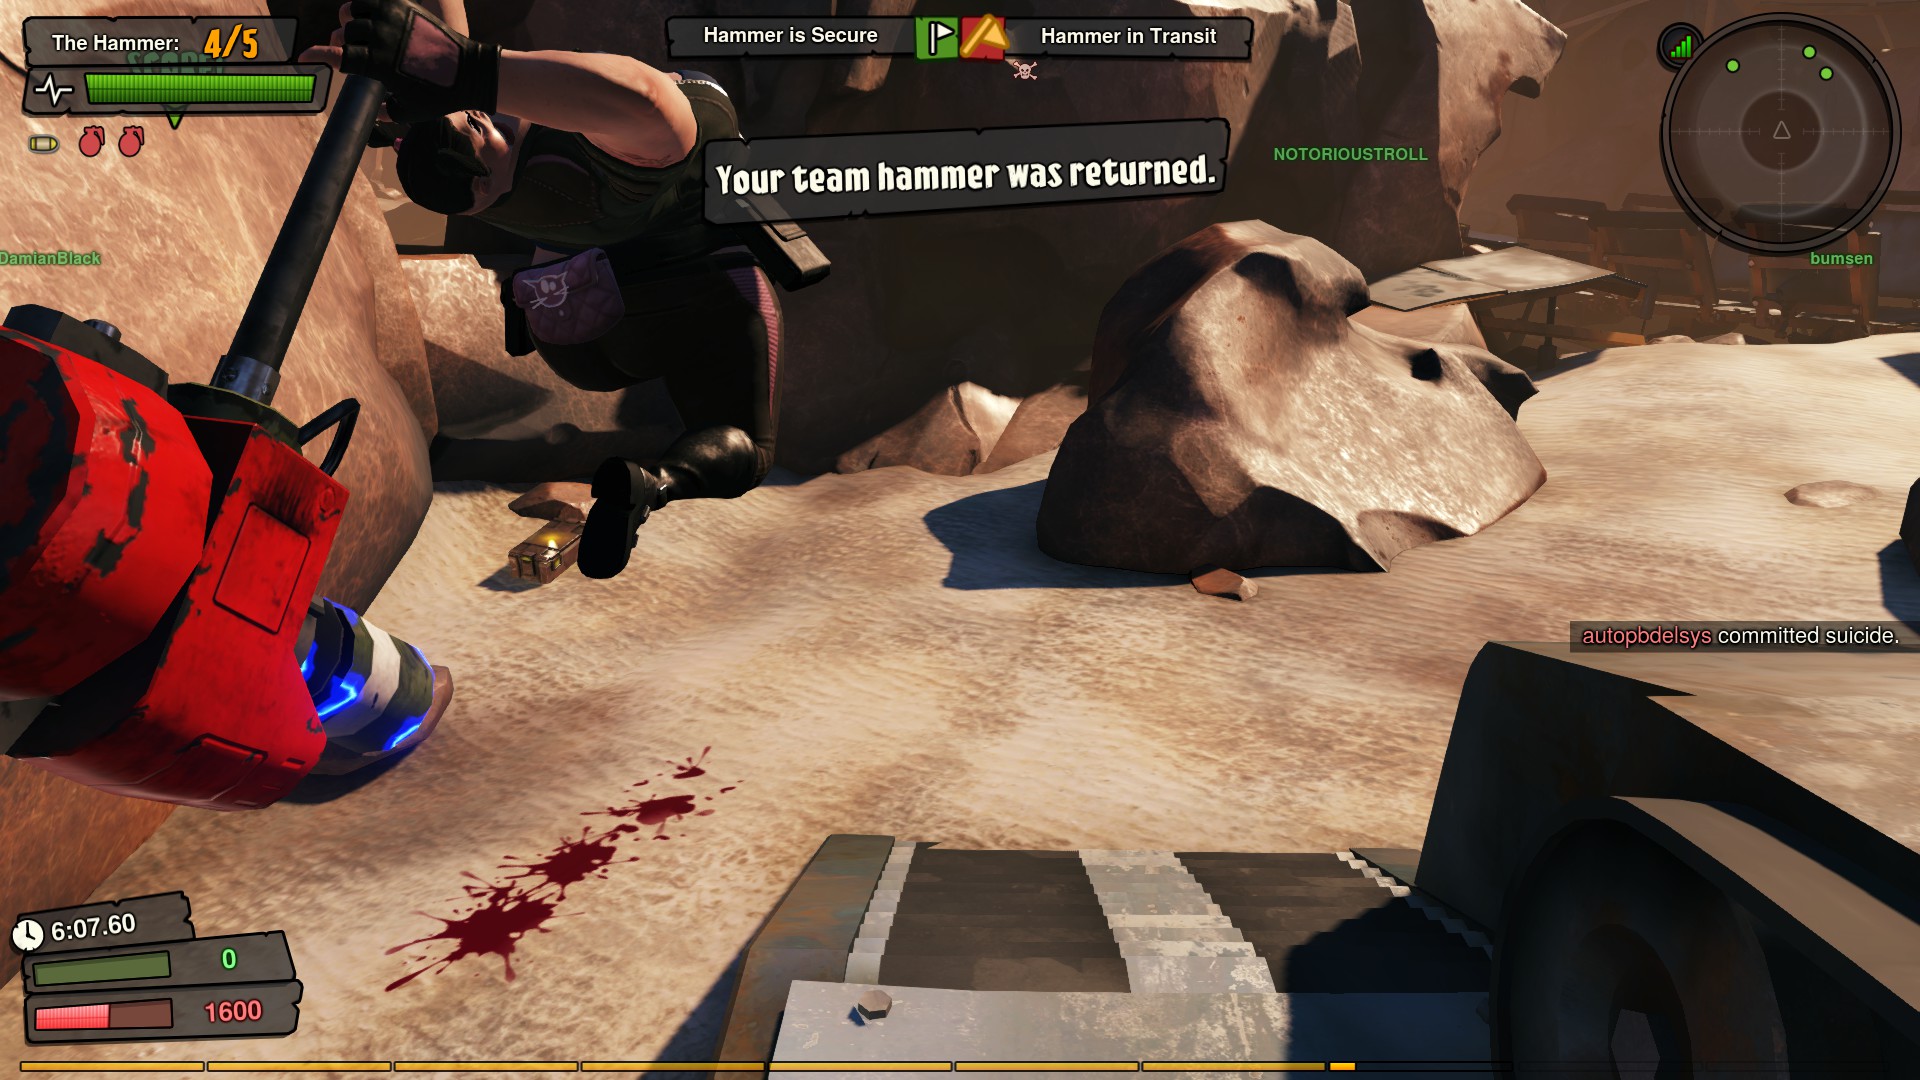 The Hammer: 4/5
Hammer is Secure
Hammer in Transit
SCORE!
Your team hammer was returned.
NOTORIOUSTROLL
DamianBlack
bumsen
autopbdelsys committed suicide.
6:07.60
0
1600